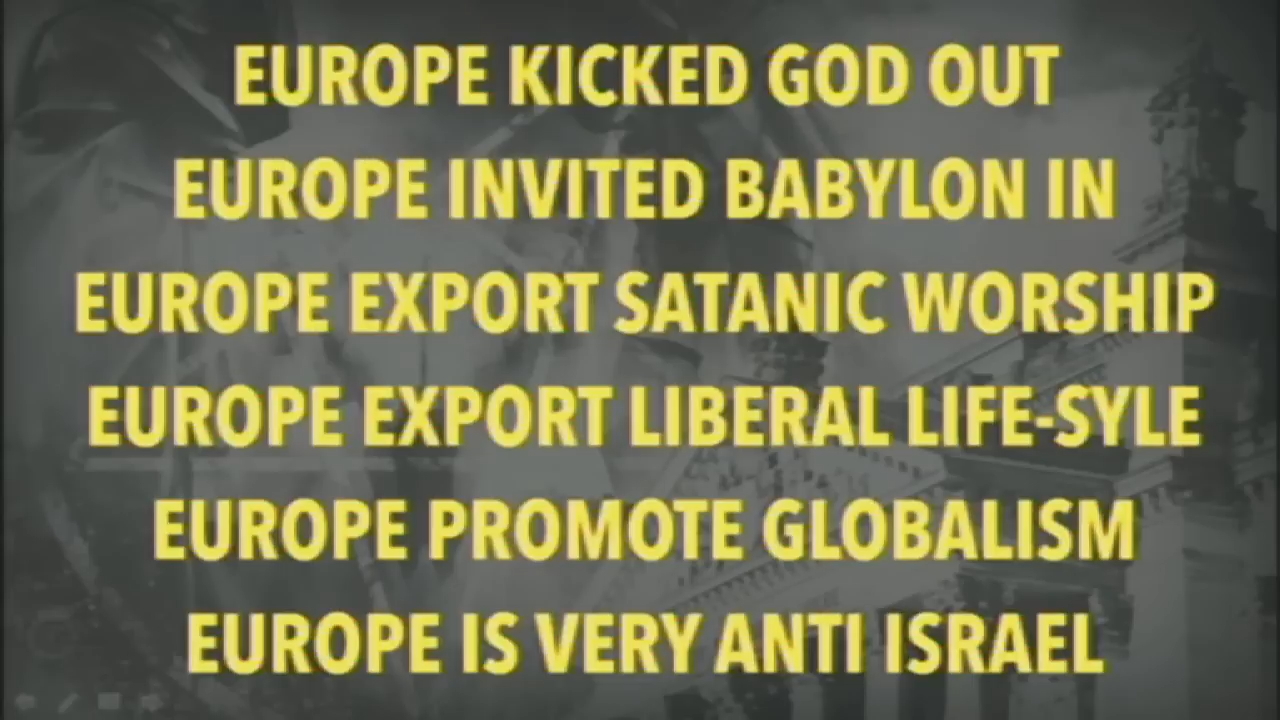 EUROPE KICKED GOD OUT
EUROPE INVITED BABYLON IN
EUROPE EXPORT SATANIC WORSHIP
EUROPE EXPORT LIBERAL LIFE-SYLE
EUROPE PROMOTE GLOBALISM
EUROPE IS VERY ANTI ISRAEL